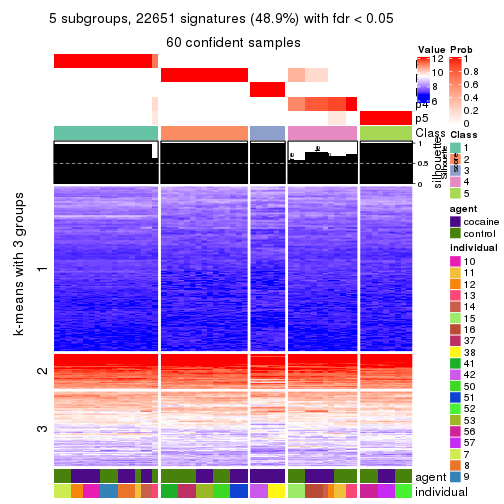 5 subgroups, 22651 signatures (48.9%) with fdr < 0.05
60 confident samples
p4
p5
Class
1
0.5
0
silhouette
k-means with 3 groups
1
2
3
agent
individual
Value
12
10
8
6
Prob
1
0.8
0.6
0.4
0.2
0
Class
1
2
3
4
5
agent
cocaine
control
individual
10
11
12
13
14
15
16
37
38
41
42
50
51
52
53
56
57
7
8
9